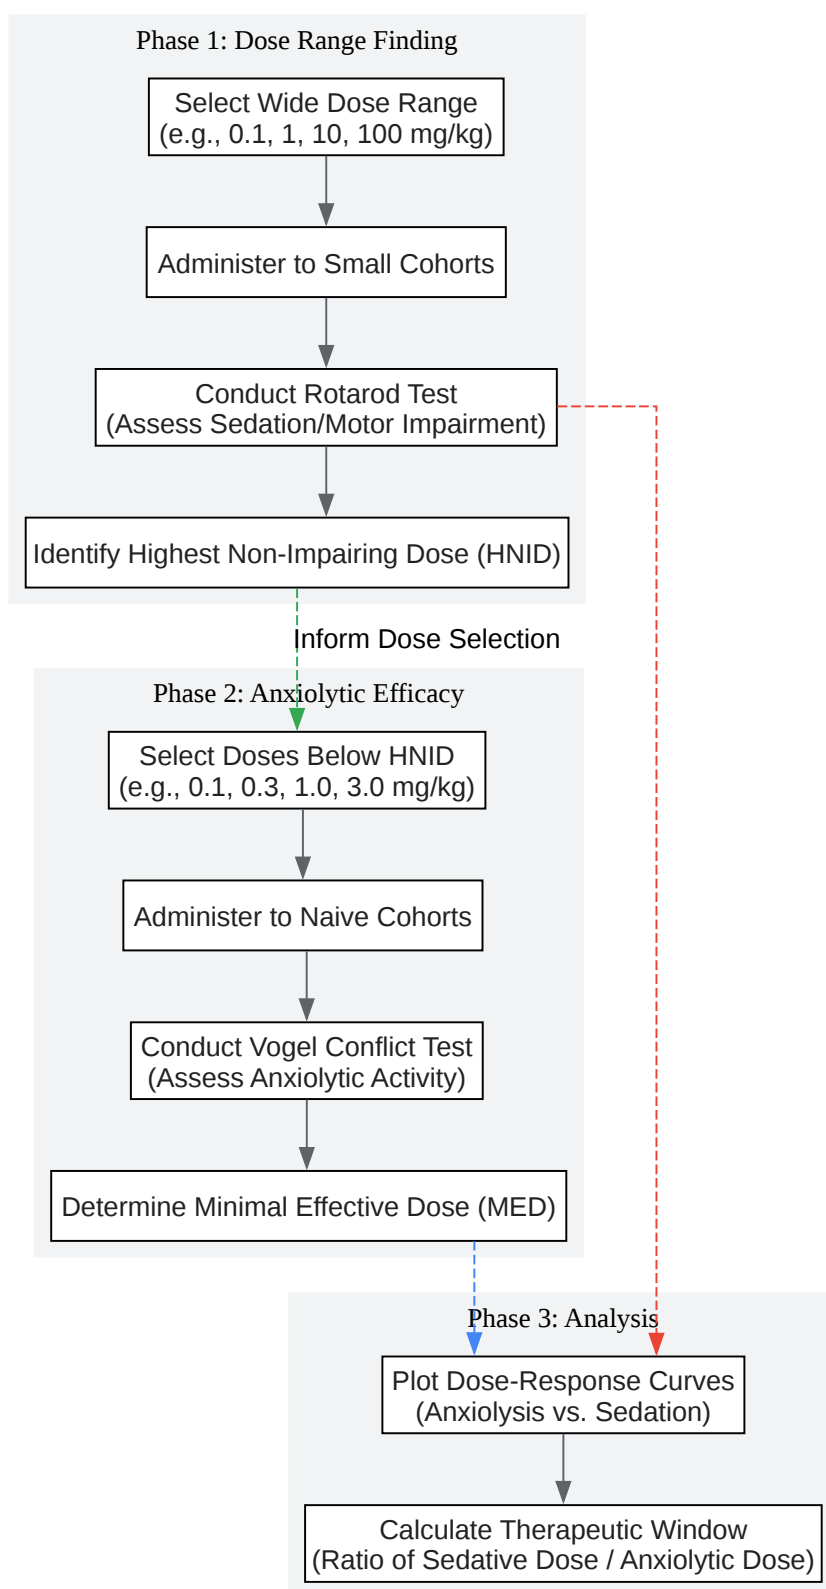 Phase 1: Dose Range Finding
Select Wide Dose Range
(e.g., 0.1, 1, 10, 100 mg/kg)
Administer to Small Cohorts
Conduct Rotarod Test
(Assess Sedation/Motor Impairment)
Identify Highest Non-Impairing Dose (HNID)
Inform Dose Selection
Phase 2: Anxiolytic Efficacy
Select Doses Below HNID
(e.g., 0.1, 0.3, 1.0, 3.0 mg/kg)
Administer to Naive Cohorts
Conduct Vogel Conflict Test
(Assess Anxiolytic Activity)
Determine Minimal Effective Dose (MED)
Phase 3: Analysis
Plot Dose-Response Curves
(Anxiolysis vs. Sedation)
Calculate Therapeutic Window
(Ratio of Sedative Dose / Anxiolytic Dose)